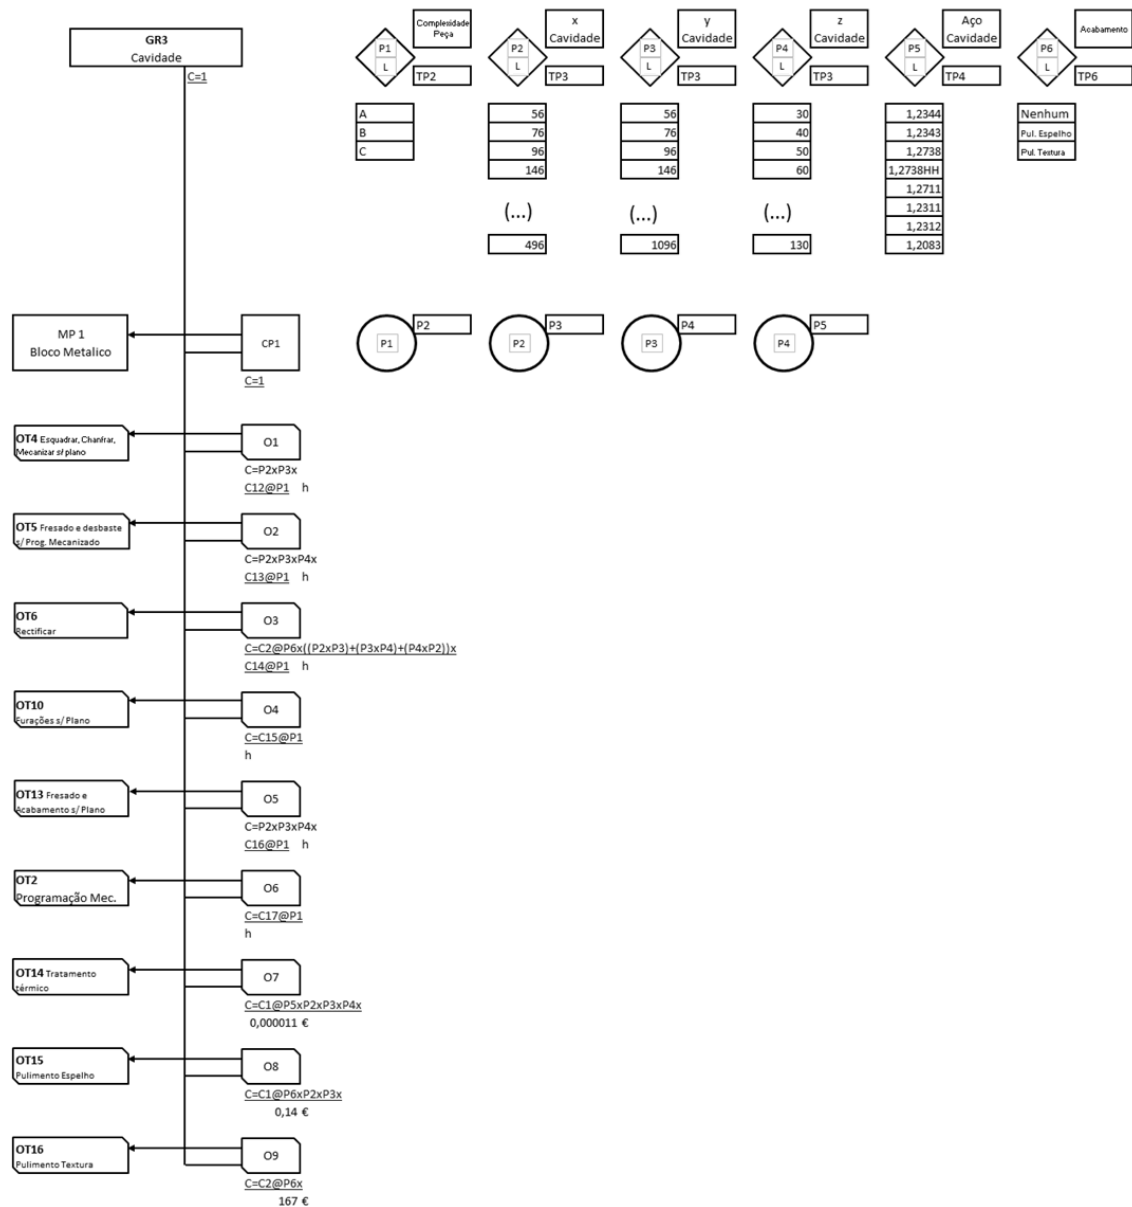 GR3
Cavidade
C=1
P1
L
Complexidade
Peça
TP2
P2
L
x
Cavidade
TP3
P3
L
y
Cavidade
TP3
P4
L
z
Cavidade
TP3
P5
L
Aço
Cavidade
TP4
P6
L
Acabamento
TP6
A
B
C
56
76
96
146
(...)
496
56
76
96
146
(...)
1096
30
40
50
60
(...)
130
1,2344
1,2343
1,2738
1,2738HH
1,2711
1,2311
1,2312
1,2083
Nenhum
Pul. Espelho
Pul. Textura
MP 1
Bloco Metalico
CP1
C=1
P1
P2
P2
P3
P3
P4
P4
P5
OT4 Esquadrar, Chanfrar,
Mecanizar s/ plano
O1
C=P2xP3x
C12@P1 h
OT5 Fresado e desbaste
s/ Prog. Mecanizado
O2
C=P2xP3xP4x
C13@P1 h
OT6
Rectificar
O3
C=C2@P6x((P2xP3)+(P3xP4)+(P4xP2))x
C14@P1 h
OT10
Furações s/ Plano
O4
C=C15@P1
h
OT13 Fresado e
Acabamento s/ Plano
O5
C=P2xP3xP4x
C16@P1 h
OT2
Programação Mec.
O6
C=C17@P1
h
OT14 Tratamento
térmico
O7
C=C1@P5xP2xP3xP4x
0,000011 €
OT15
Pulimento Espelho
O8
C=C1@P6xP2xP3x
0,14 €
OT16
Pulimento Textura
O9
C=C2@P6x
167 €